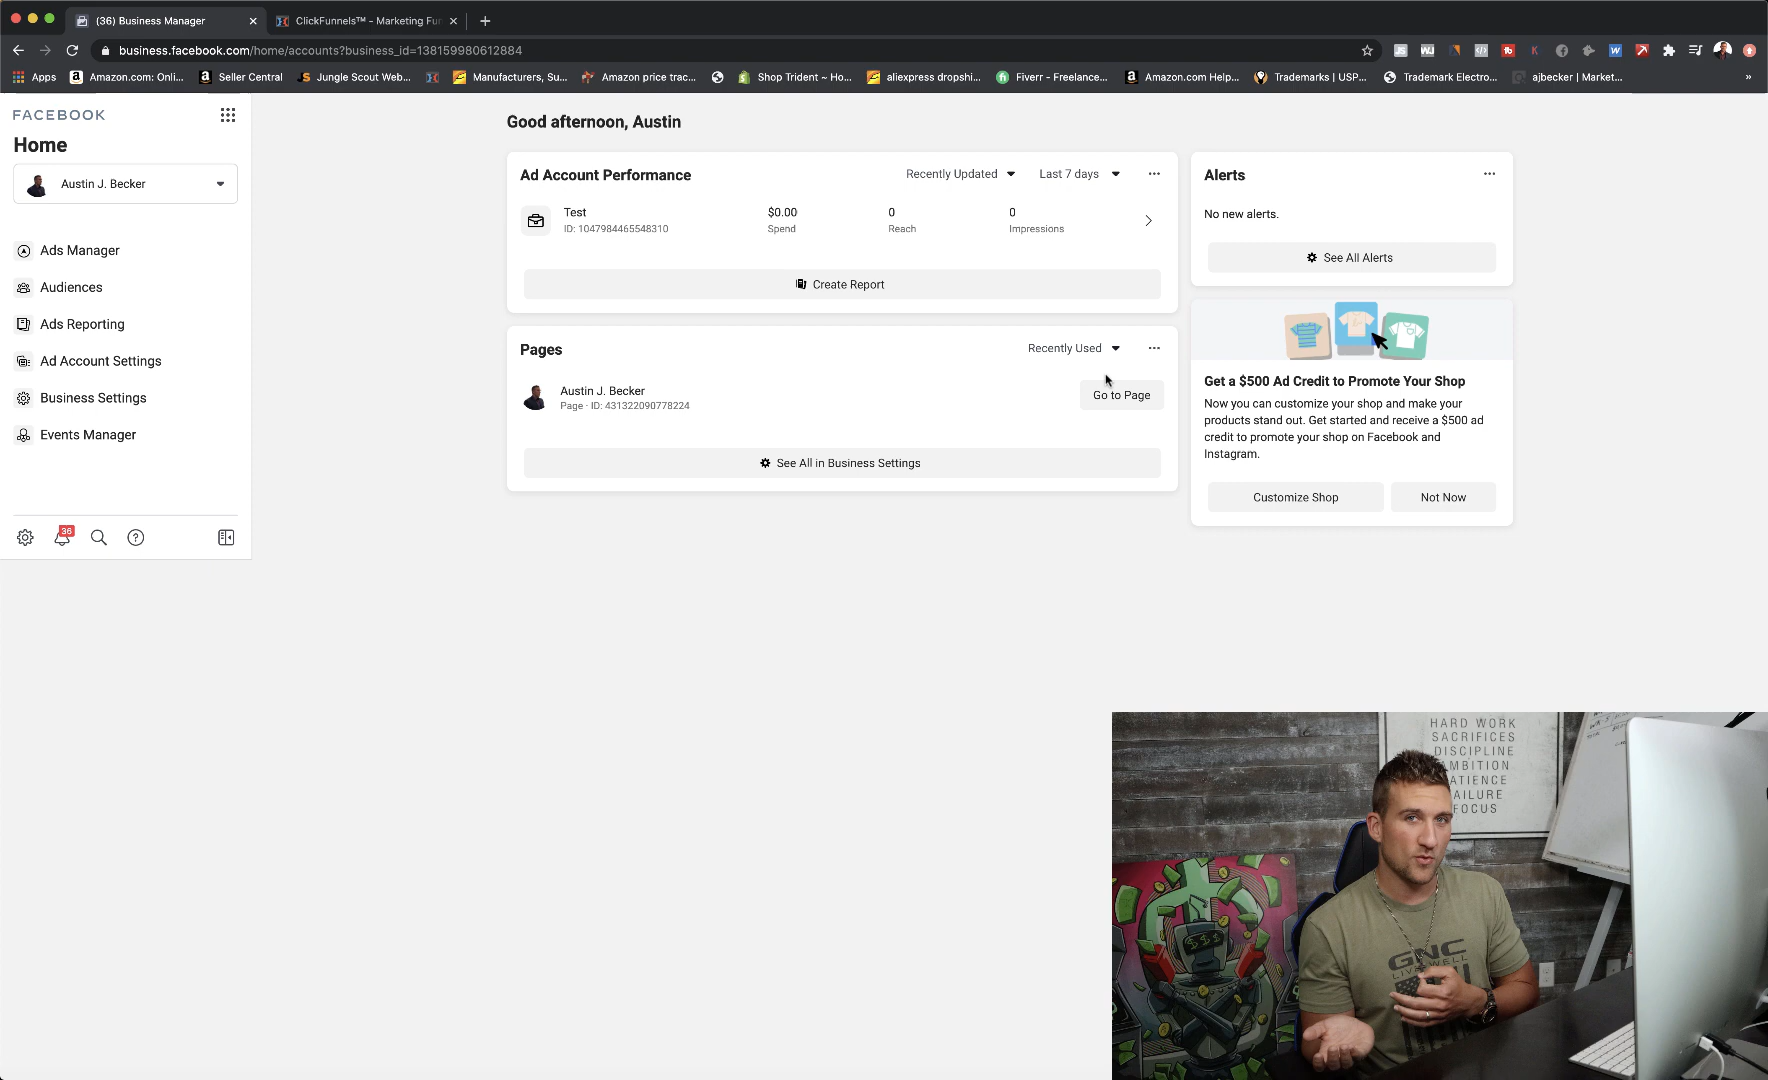 (36) Business Manager
ClickFunnels™ - Marketing Fu
business.facebook.com/home/accounts?business_id=138159980612884
Apps
Amazon.com: Onli...
Seller Central
Jungle Scout Web...
Manufacturers, Su...
Amazon price trac...
Shop Trident ~ Ho...
aliexpress dropshi...
Fiverr - Freelance...
Amazon.com Help...
Trademarks | USP...
Trademark Electro...
ajbecker | Market...
»
FACEBOOK
Home
Austin J. Becker
Ads Manager
Audiences
Ads Reporting
Ad Account Settings
Business Settings
Events Manager
36
Good afternoon, Austin
Ad Account Performance
Recently Updated
Last 7 days
Test
ID: 1047984465548310
$0.00
Spend
0
Reach
0
Impressions
Create Report
Pages
Recently Used
Austin J. Becker
Page · ID: 431322090778224
Go to Page
See All in Business Settings
Alerts
No new alerts.
See All Alerts
Get a $500 Ad Credit to Promote Your Shop
Now you can customize your shop and make your
products stand out. Get started and receive a $500 ad
credit to promote your shop on Facebook and
Instagram.
Customize Shop
Not Now
HARD WORK
SACRIFICES
DISCIPLINE
AMBITION
ATIENCE
AILURE
FOCUS
GNC
LIVE WELL
$$$